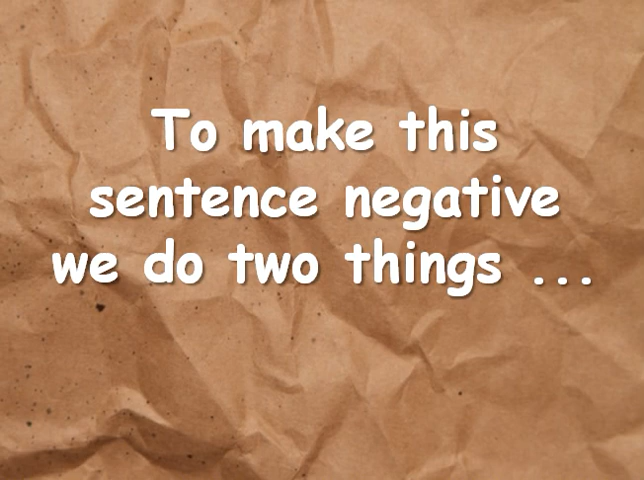 To make this
sentence negative
we do two things ...